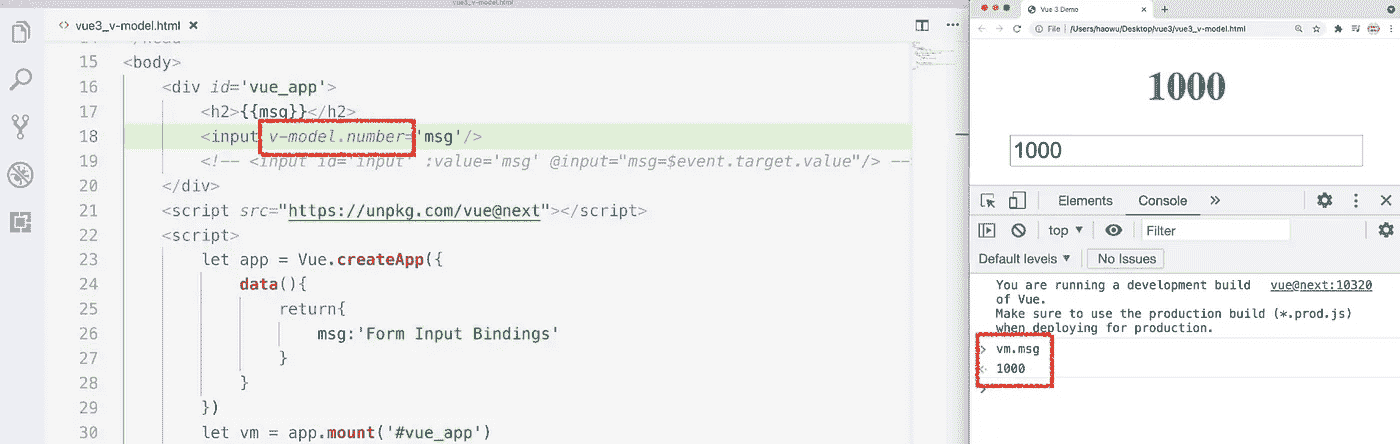 vue3_v-model.html
vue3_v-model.html
15 <body>
16 <div id='vue_app'>
17 <h2>{{msg}}</h2>
18 <input v-model.number='msg'/>
19 <!-- <input id='input' :value='msg' @input="msg=$event.target.value"/> --
20 </div>
21 <script src="https://unpkg.com/vue@next"></script>
22 <script>
23 let app = Vue.createApp({
24 data(){
25 return{
26 msg:'Form Input Bindings'
27 }
28 }
29 })
30 let vm = app.mount('#vue_app')
Vue 3 Demo
File | /Users/haowu/Desktop/vue3/vue3_v-model.html
1000
1000
Elements Console
top Filter
Default levels No Issues
You are running a development build vue@next:10320
of Vue.
Make sure to use the production build (*.prod.js)
when deploying for production.
> vm.msg
1000
>